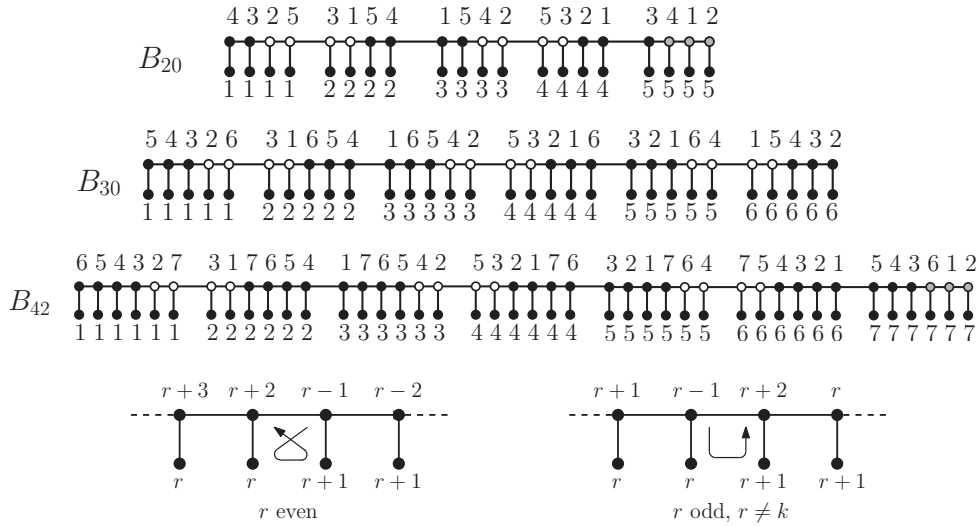 4 3 2 5 3 1 5 4 1 5 4 2 5 3 2 1 3 4 1 2
B20
1 1 1 1 2 2 2 2 3 3 3 3 4 4 4 4 5 5 5 5
5 4 3 2 6 3 1 6 5 4 1 6 5 4 2 5 3 2 1 6 3 2 1 6 4 1 5 4 3 2
B30
1 1 1 1 1 2 2 2 2 2 3 3 3 3 3 4 4 4 4 4 5 5 5 5 5 6 6 6 6 6
6 5 4 3 2 7 3 1 7 6 5 4 1 7 6 5 4 2 5 3 2 1 7 6 3 2 1 7 6 4 7 5 4 3 2 1 5 4 3 6 1 2
B42
1 1 1 1 1 1 2 2 2 2 2 2 3 3 3 3 3 3 4 4 4 4 4 4 5 5 5 5 5 5 6 6 6 6 6 6 7 7 7 7 7 7
r + 3 r + 2 r − 1 r − 2 r + 1 r − 1 r + 2 r
r r r + 1 r + 1 r r r + 1 r + 1
r even r odd, r ≠ k